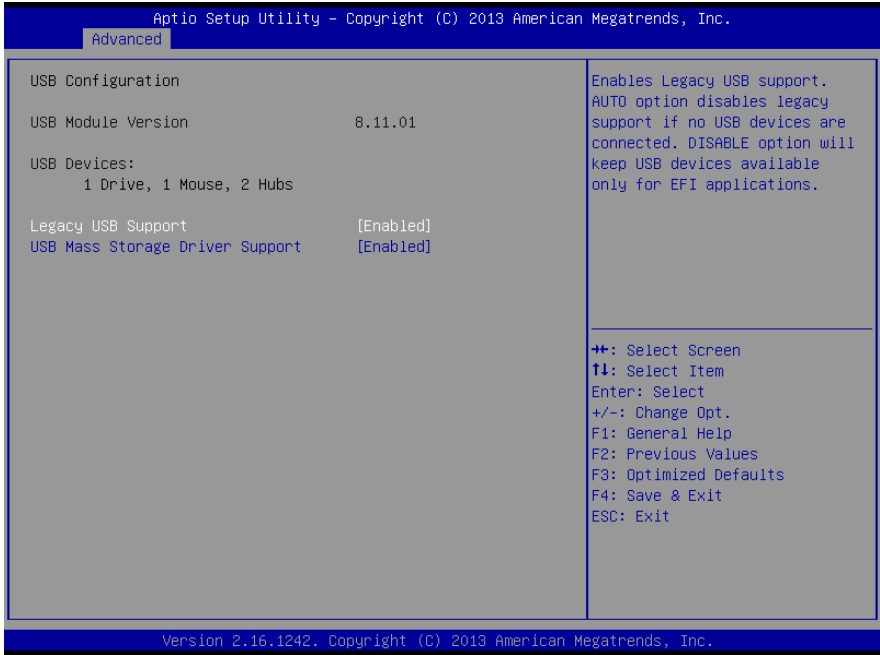 Aptio Setup Utility – Copyright (C) 2013 American Megatrends, Inc.
Advanced
USB Configuration
USB Module Version 8.11.01
USB Devices:
1 Drive, 1 Mouse, 2 Hubs
Legacy USB Support [Enabled]
USB Mass Storage Driver Support [Enabled]
Enables Legacy USB support.
AUTO option disables legacy
support if no USB devices are
connected. DISABLE option will
keep USB devices available
only for EFI applications.
→←: Select Screen
↑↓: Select Item
Enter: Select
+/-: Change Opt.
F1: General Help
F2: Previous Values
F3: Optimized Defaults
F4: Save & Exit
ESC: Exit
Version 2.16.1242. Copyright (C) 2013 American Megatrends, Inc.